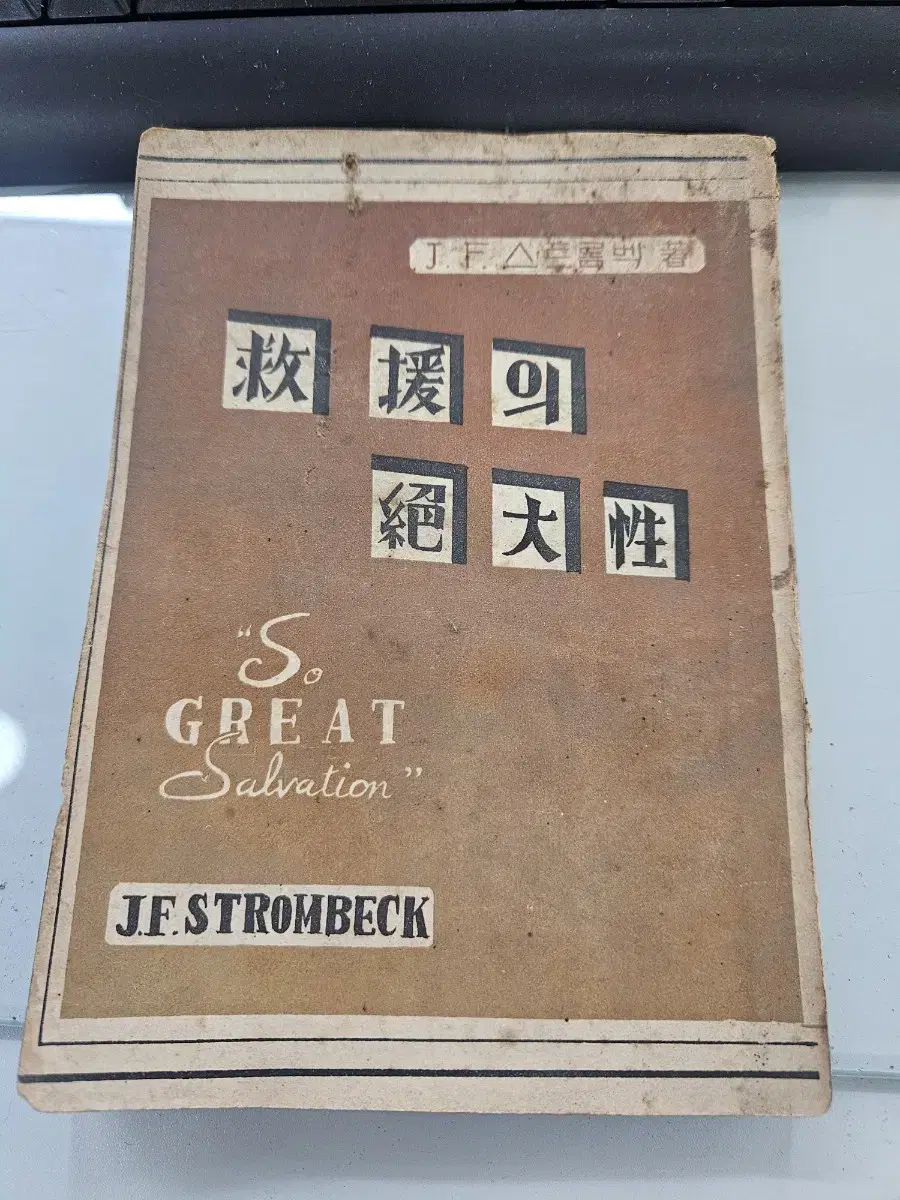 J.F. 스트롬벡 著
救援의
絕大性
"So
GREAT
Salvation"
J.F. STROMBECK